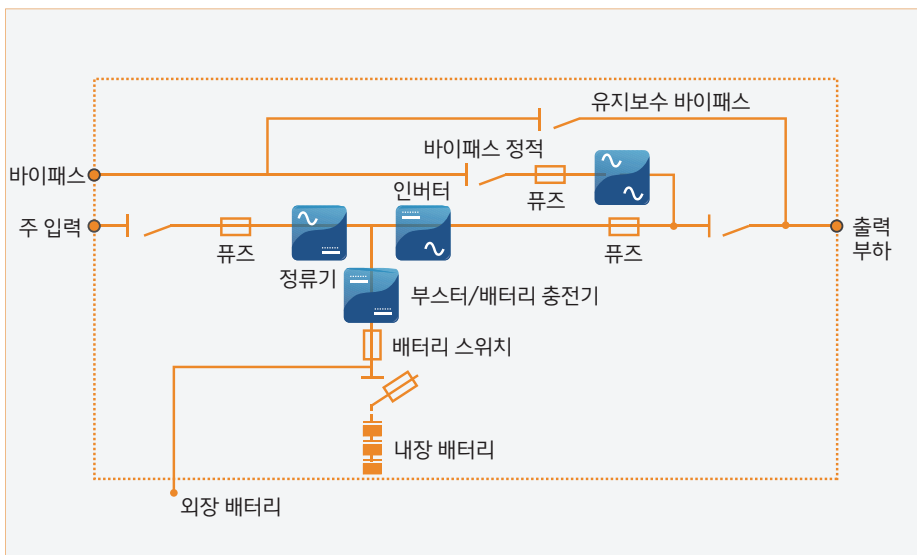 유지보수 바이패스
바이패스 정적
바이패스
인버터
퓨즈
주 입력
출력
부하
퓨즈
퓨즈
정류기
부스터/배터리 충전기
배터리 스위치
내장 배터리
외장 배터리